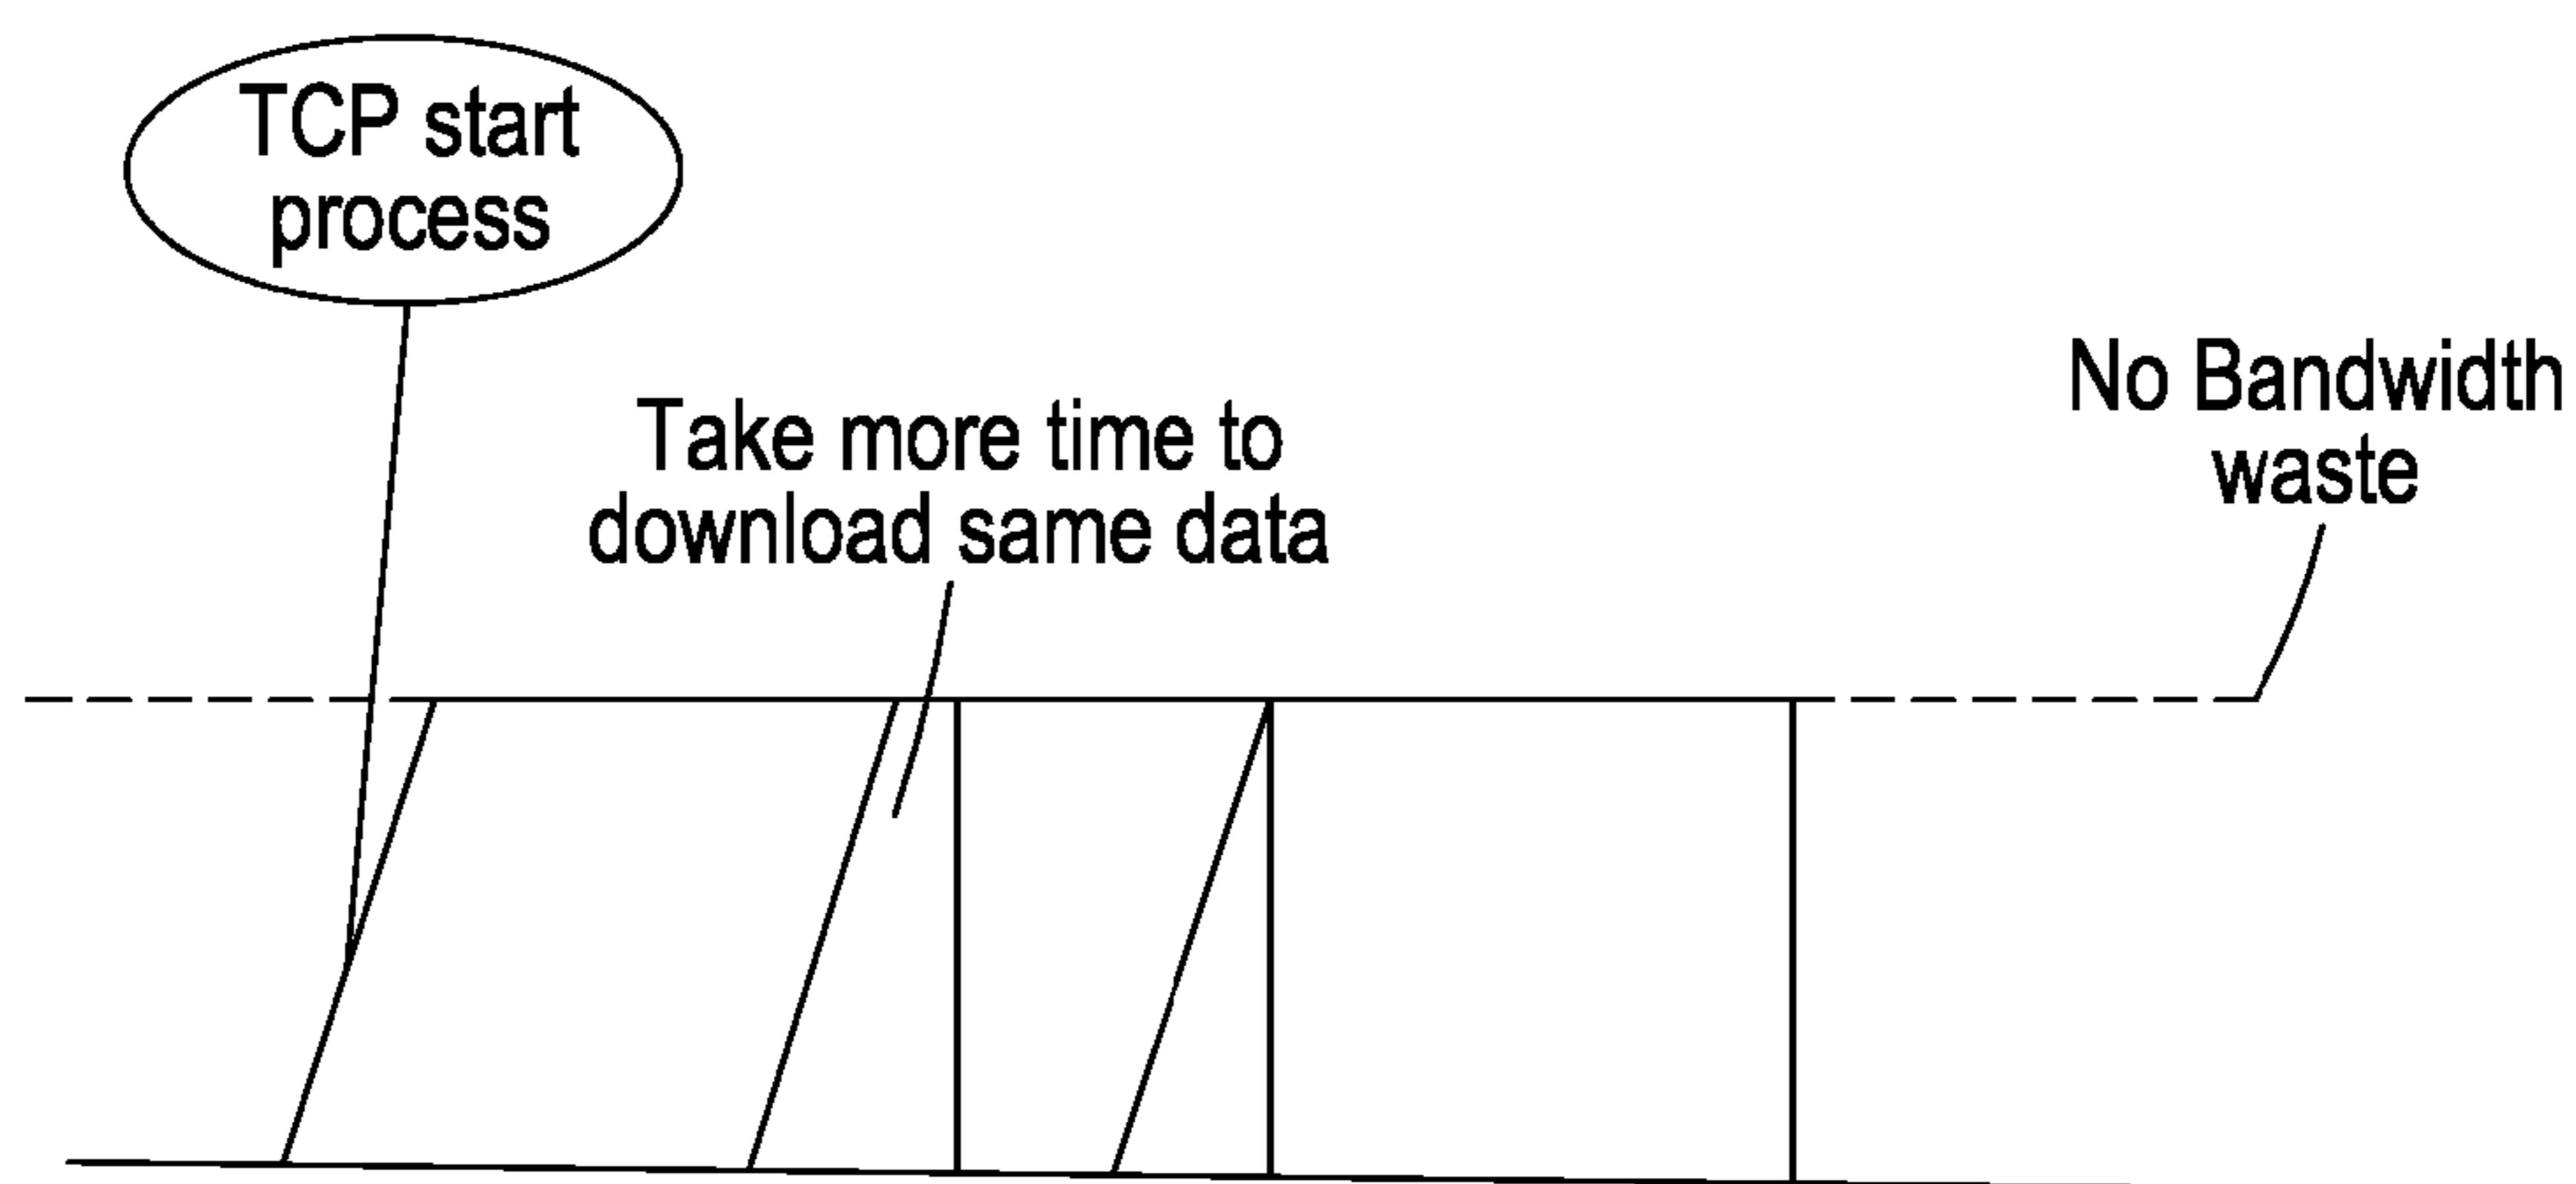 TCP start
process
Take more time to
download same data
No Bandwidth
waste